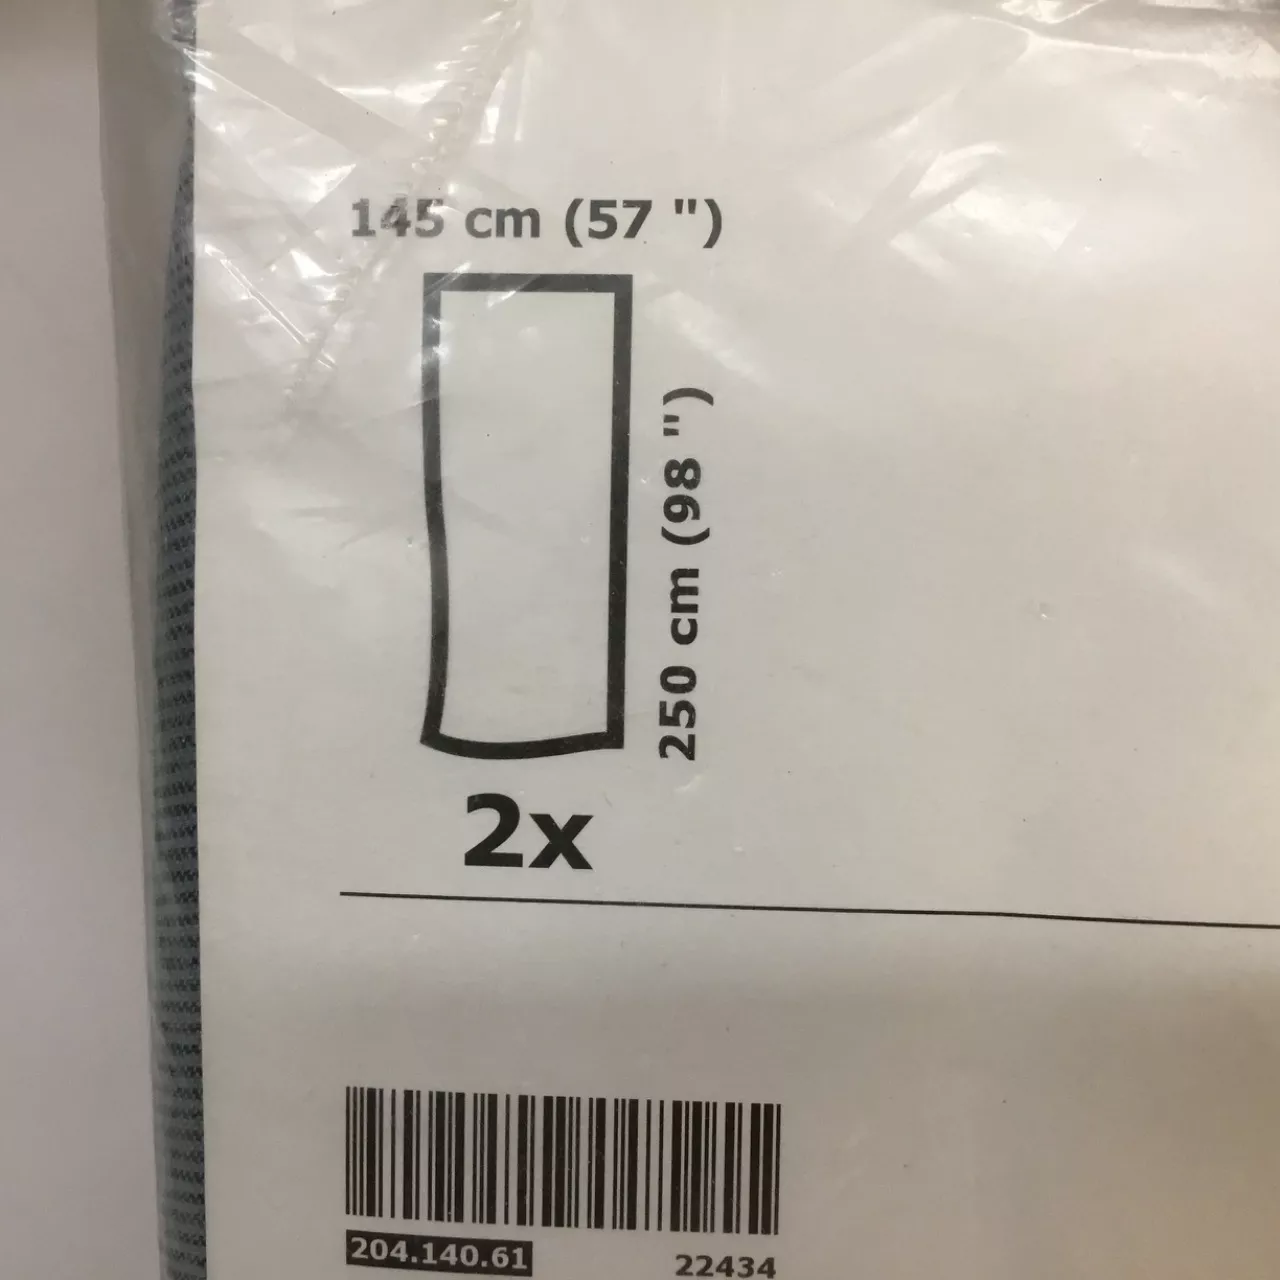 145 cm (57 ")
250 cm (98 ")
2x
204.140.61
22434